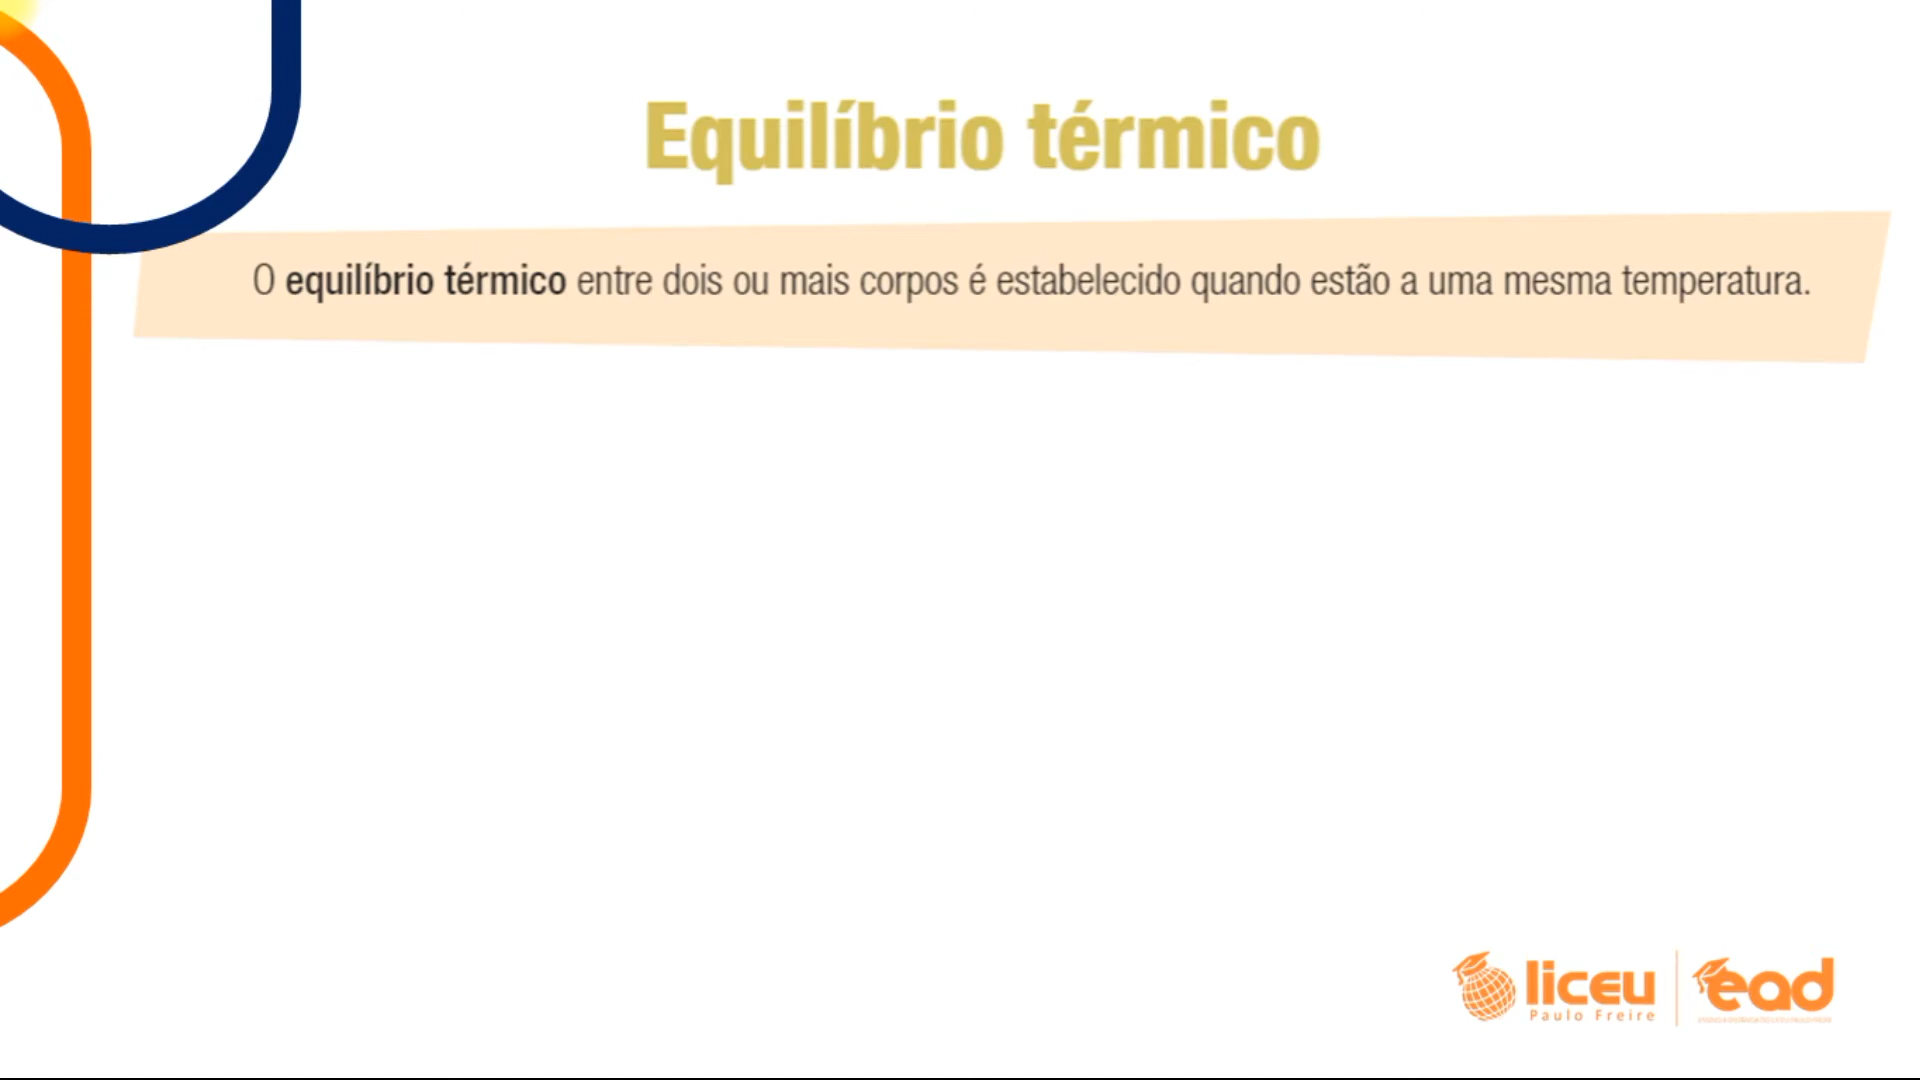 Equilíbrio térmico
O equilíbrio térmico entre dois ou mais corpos é estabelecido quando estão a uma mesma temperatura.
liceu
Paulo Freire
ead